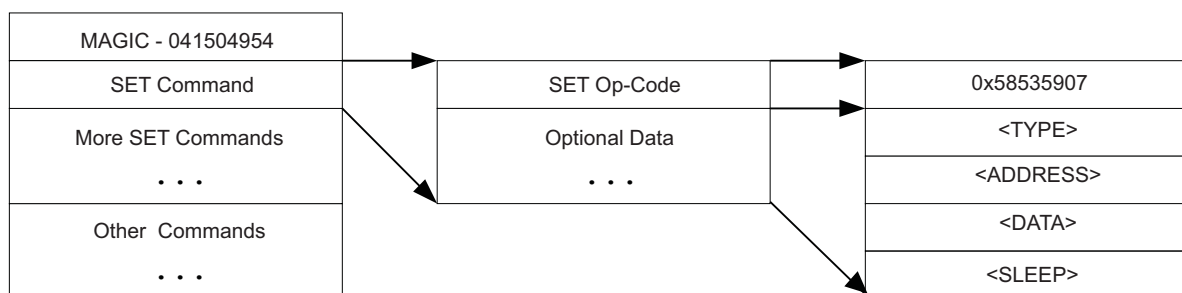 MAGIC - 041504954
SET Command
More SET Commands
. . .
Other Commands
. . .
SET Op-Code
Optional Data
. . .
0x58535907
<TYPE>
<ADDRESS>
<DATA>
<SLEEP>